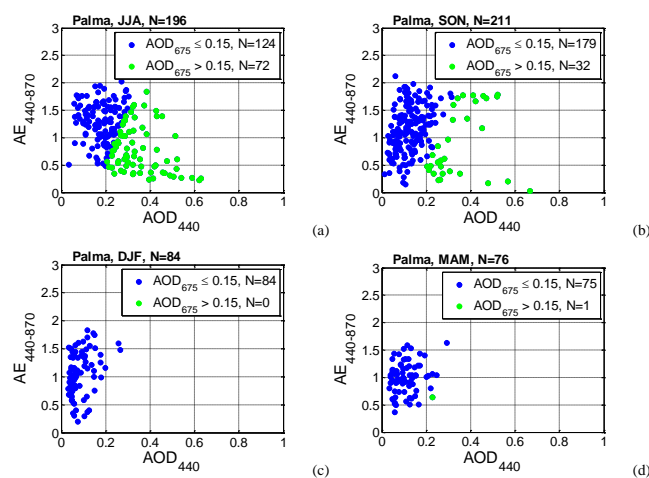 Palma, JJA, N=196
AOD675 ≤ 0.15, N=124
AOD675 > 0.15, N=72
3
2.5
2
1.5
1
0.5
0
AE440-870
0 0.2 0.4 0.6 0.8 1
AOD440
(a)
Palma, SON, N=211
AOD675 ≤ 0.15, N=179
AOD675 > 0.15, N=32
3
2.5
2
1.5
1
0.5
0
AE440-870
0 0.2 0.4 0.6 0.8 1
AOD440
(b)
Palma, DJF, N=84
AOD675 ≤ 0.15, N=84
AOD675 > 0.15, N=0
3
2.5
2
1.5
1
0.5
0
AE440-870
0 0.2 0.4 0.6 0.8 1
AOD440
(c)
Palma, MAM, N=76
AOD675 ≤ 0.15, N=75
AOD675 > 0.15, N=1
3
2.5
2
1.5
1
0.5
0
AE440-870
0 0.2 0.4 0.6 0.8 1
AOD440
(d)